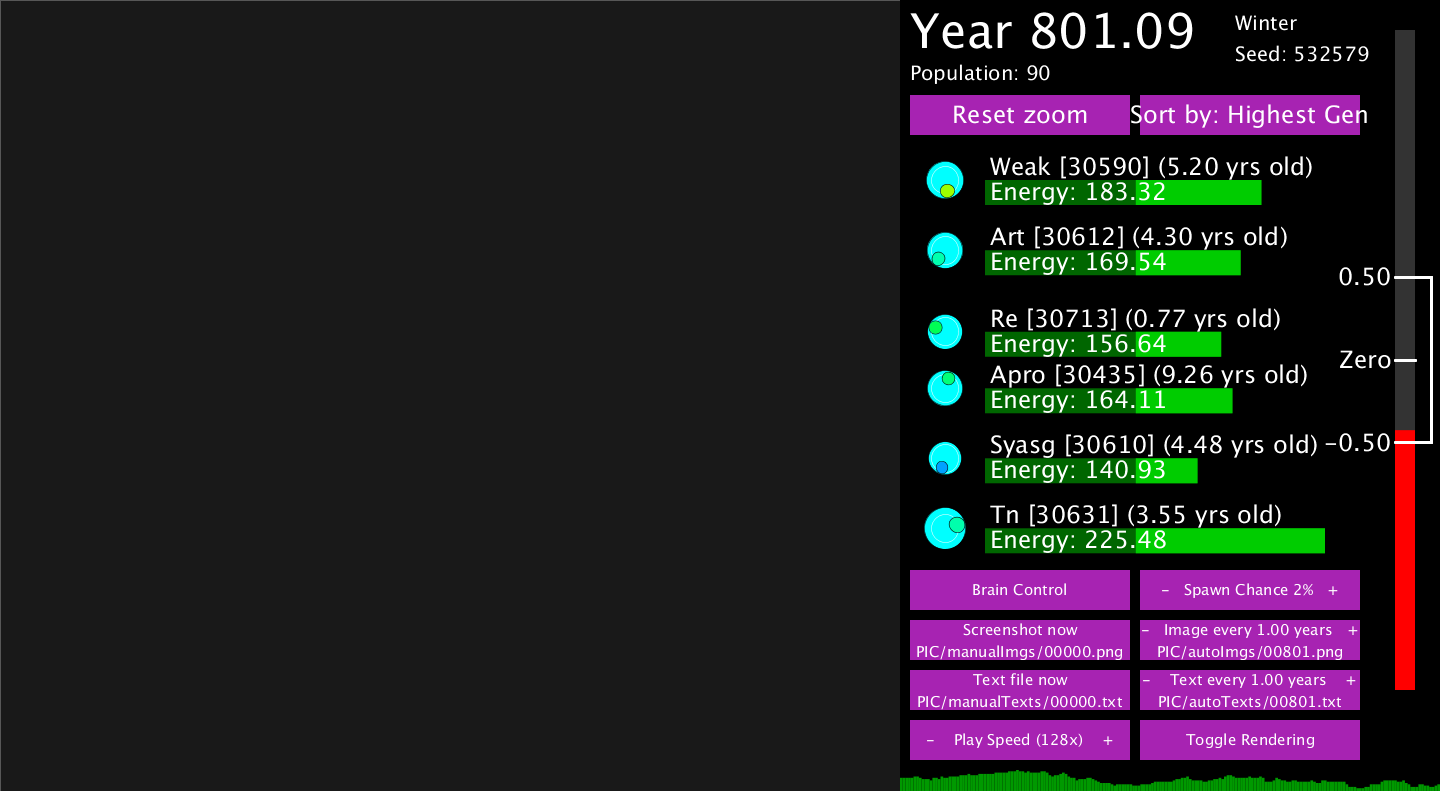 Year 801.09
Winter
Seed: 532579
Population: 90
Reset zoom
Sort by: Highest Gen
Weak [30590] (5.20 yrs old)
Energy: 183.32
Art [30612] (4.30 yrs old)
Energy: 169.54
0.50
Re [30713] (0.77 yrs old)
Energy: 156.64
Zero
Apro [30435] (9.26 yrs old)
Energy: 164.11
Syasg [30610] (4.48 yrs old)
-0.50
Energy: 140.93
Tn [30631] (3.55 yrs old)
Energy: 225.48
Brain Control
- Spawn Chance 2% +
Screenshot now
PIC/manualImgs/00000.png
- Image every 1.00 years +
PIC/autoImgs/00801.png
Text file now
PIC/manualTexts/00000.txt
- Text every 1.00 years +
PIC/autoTexts/00801.txt
- Play Speed (128x) +
Toggle Rendering